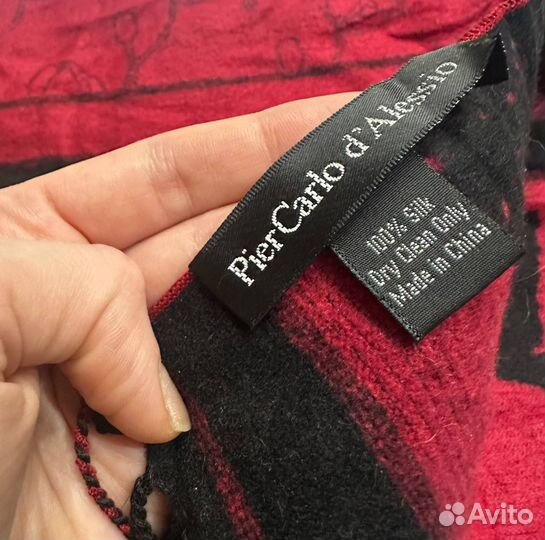 PierCarlo d'Alessio
100% Silk
Dry Clean Only
Made in China
Avito